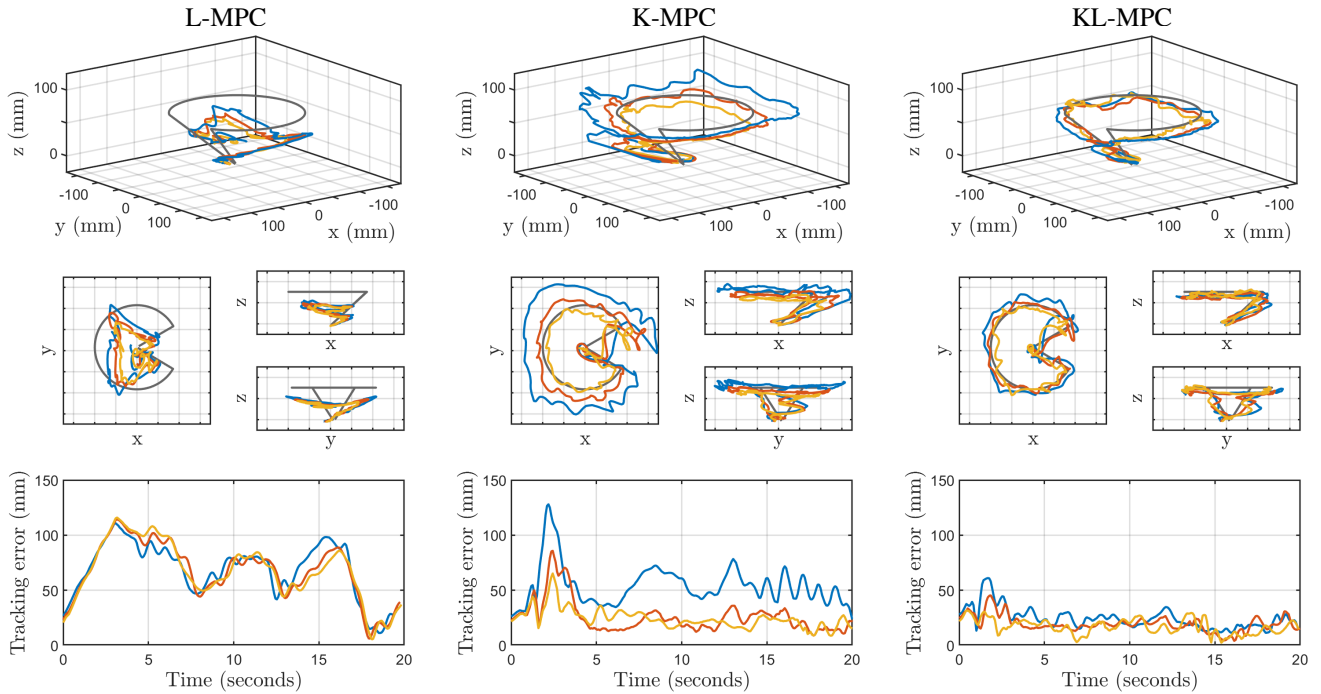 L-MPC
K-MPC
KL-MPC
z (mm)
100
0
-100
0
100
y (mm)
100
0
-100
x (mm)
z (mm)
100
0
-100
0
100
y (mm)
100
0
-100
x (mm)
z (mm)
100
0
-100
0
100
y (mm)
100
0
-100
x (mm)
y
x
z
x
z
y
y
x
z
x
z
y
y
x
z
x
z
y
Tracking error (mm)
150
100
50
0
0 5 10 15 20
Time (seconds)
Tracking error (mm)
150
100
50
0
0 5 10 15 20
Time (seconds)
Tracking error (mm)
150
100
50
0
0 5 10 15 20
Time (seconds)